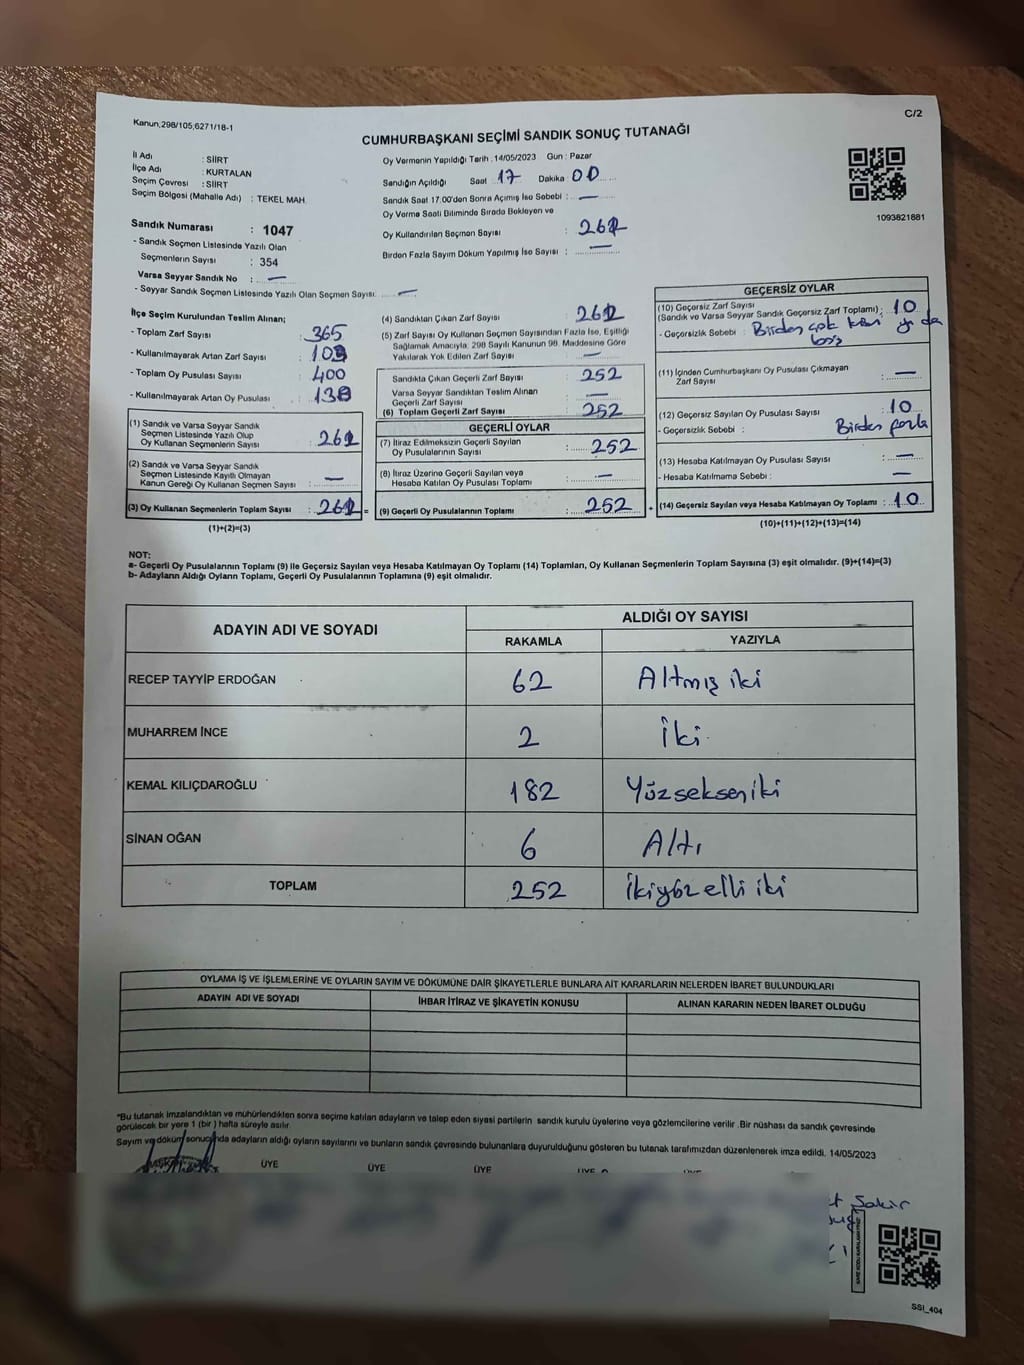 Kanun,298/105;6271/18-1
C/2
CUMHURBAŞKANI SEÇİMİ SANDIK SONUÇ TUTANAĞI
İl Adı : SİİRT
İlçe Adı : KURTALAN
Seçim Çevresi : SİİRT
Seçim Bölgesi (Mahalle Adı) : TEKEL MAH.
Oy Vermenin Yapıldığı Tarih :14/05/2023 Gün : Pazar
Sandığın Açıldığı Saat 17 Dakika 00
Sandık Saat 17.00'den Sonra Açılmış İse Sebebi : —
Oy Verme Saati Bitiminde Sırada Bekleyen ve
Oy Kullandırılan Seçmen Sayısı : 262
Birden Fazla Sayım Döküm Yapılmış İse Sayısı : —
1093821881
Sandık Numarası : 1047
- Sandık Seçmen Listesinde Yazılı Olan
Seçmenlerin Sayısı : 354
Varsa Seyyar Sandık No : —
- Seyyar Sandık Seçmen Listesinde Yazılı Olan Seçmen Sayısı: —
İlçe Seçim Kurulundan Teslim Alınan;
- Toplam Zarf Sayısı : 365
- Kullanılmayarak Artan Zarf Sayısı : 103
- Toplam Oy Pusulası Sayısı : 400
- Kullanılmayarak Artan Oy Pusulası : 138
(1) Sandık ve Varsa Seyyar Sandık
Seçmen Listesinde Yazılı Olup
Oy Kullanan Seçmenlerin Sayısı : 262
(2) Sandık ve Varsa Seyyar Sandık
Seçmen Listesinde Kayıtlı Olmayan
Kanun Gereği Oy Kullanan Seçmen Sayısı : —
(3) Oy Kullanan Seçmenlerin Toplam Sayısı : 262 =
(1)+(2)=(3)
(4) Sandıktan Çıkan Zarf Sayısı : 262
(5) Zarf Sayısı Oy Kullanan Seçmen Sayısından Fazla İse, Eşitliği
Sağlamak Amacıyla, 298 Sayılı Kanunun 98. Maddesine Göre
Yakılarak Yok Edilen Zarf Sayısı : —
Sandıkta Çıkan Geçerli Zarf Sayısı : 252
Varsa Seyyar Sandıktan Teslim Alınan
Geçerli Zarf Sayısı : —
(6) Toplam Geçerli Zarf Sayısı : 252
GEÇERLİ OYLAR
(7) İtiraz Edilmeksizin Geçerli Sayılan
Oy Pusulalarının Sayısı : 252
(8) İtiraz Üzerine Geçerli Sayılan veya
Hesaba Katılan Oy Pusulaları Toplamı : —
(9) Geçerli Oy Pusulalarının Toplamı : 252 +
GEÇERSİZ OYLAR
(10) Geçersiz Zarf Sayısı
(Sandık ve Varsa Seyyar Sandık Geçersiz Zarf Toplamı) : 10
- Geçersizlik Sebebi : Birden çok ya da
boş
(11) İçinden Cumhurbaşkanı Oy Pusulası Çıkmayan
Zarf Sayısı : —
(12) Geçersiz Sayılan Oy Pusulası Sayısı : 10
- Geçersizlik Sebebi : Birden fazla
(13) Hesaba Katılmayan Oy Pusulası Sayısı : —
- Hesaba Katılmama Sebebi : —
(14) Geçersiz Sayılan veya Hesaba Katılmayan Oy Toplamı : 10
(10)+(11)+(12)+(13)=(14)
NOT:
a- Geçerli Oy Pusulalarının Toplamı (9) ile Geçersiz Sayılan veya Hesaba Katılmayan Oy Toplamı (14) Toplamları, Oy Kullanan Seçmenlerin Toplam Sayısına (3) eşit olmalıdır. (9)+(14)=(3)
b- Adayların Aldığı Oyların Toplamı, Geçerli Oy Pusulalarının Toplamına (9) eşit olmalıdır.
ADAYIN ADI VE SOYADI
ALDIĞI OY SAYISI
RAKAMLA YAZIYLA
RECEP TAYYİP ERDOĞAN 62 Altmış iki
MUHARREM İNCE 2 İki
KEMAL KILIÇDAROĞLU 182 Yüzsekseniki
SİNAN OĞAN 6 Altı
TOPLAM 252 İkiyüz elli iki
OYLAMA İŞ VE İŞLEMLERİNE VE OYLARIN SAYIM VE DÖKÜMÜNE DAİR ŞİKAYETLERLE BUNLARA AİT KARARLARIN NELERDEN İBARET BULUNDUKLARI
ADAYIN ADI VE SOYADI İHBAR İTİRAZ VE ŞİKAYETİN KONUSU ALINAN KARARIN NEDEN İBARET OLDUĞU
*Bu tutanak imzalandıktan ve mühürlendikten sonra seçime katılan adayların ve talep eden siyasi partilerin sandık kurulu üyelerine veya gözlemcilerine verilir .Bir nüshası da sandık çevresinde
görülecek bir yere 1 (bir ) hafta süreyle asılır.
Sayım ve döküm sonucunda adayların aldığı oyların sayılarını ve bunların sandık çevresinde bulunanlara duyurulduğunu gösteren bu tutanak tarafımızdan düzenlenerek imza edildi. 14/05/2023
BAŞKAN ÜYE ÜYE ÜYE ÜYE
Şakir
SSİ_404